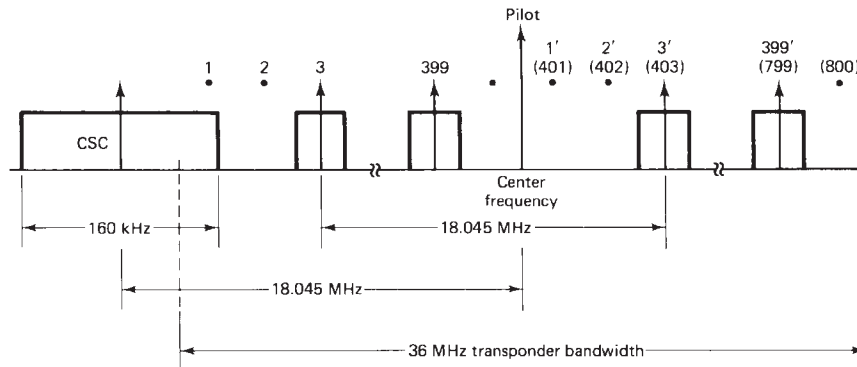 Pilot
1
2
3
399
1′
(401)
2′
(402)
3′
(403)
399′
(799)
(800)
CSC
Center
frequency
160 kHz
18.045 MHz
18.045 MHz
36 MHz transponder bandwidth